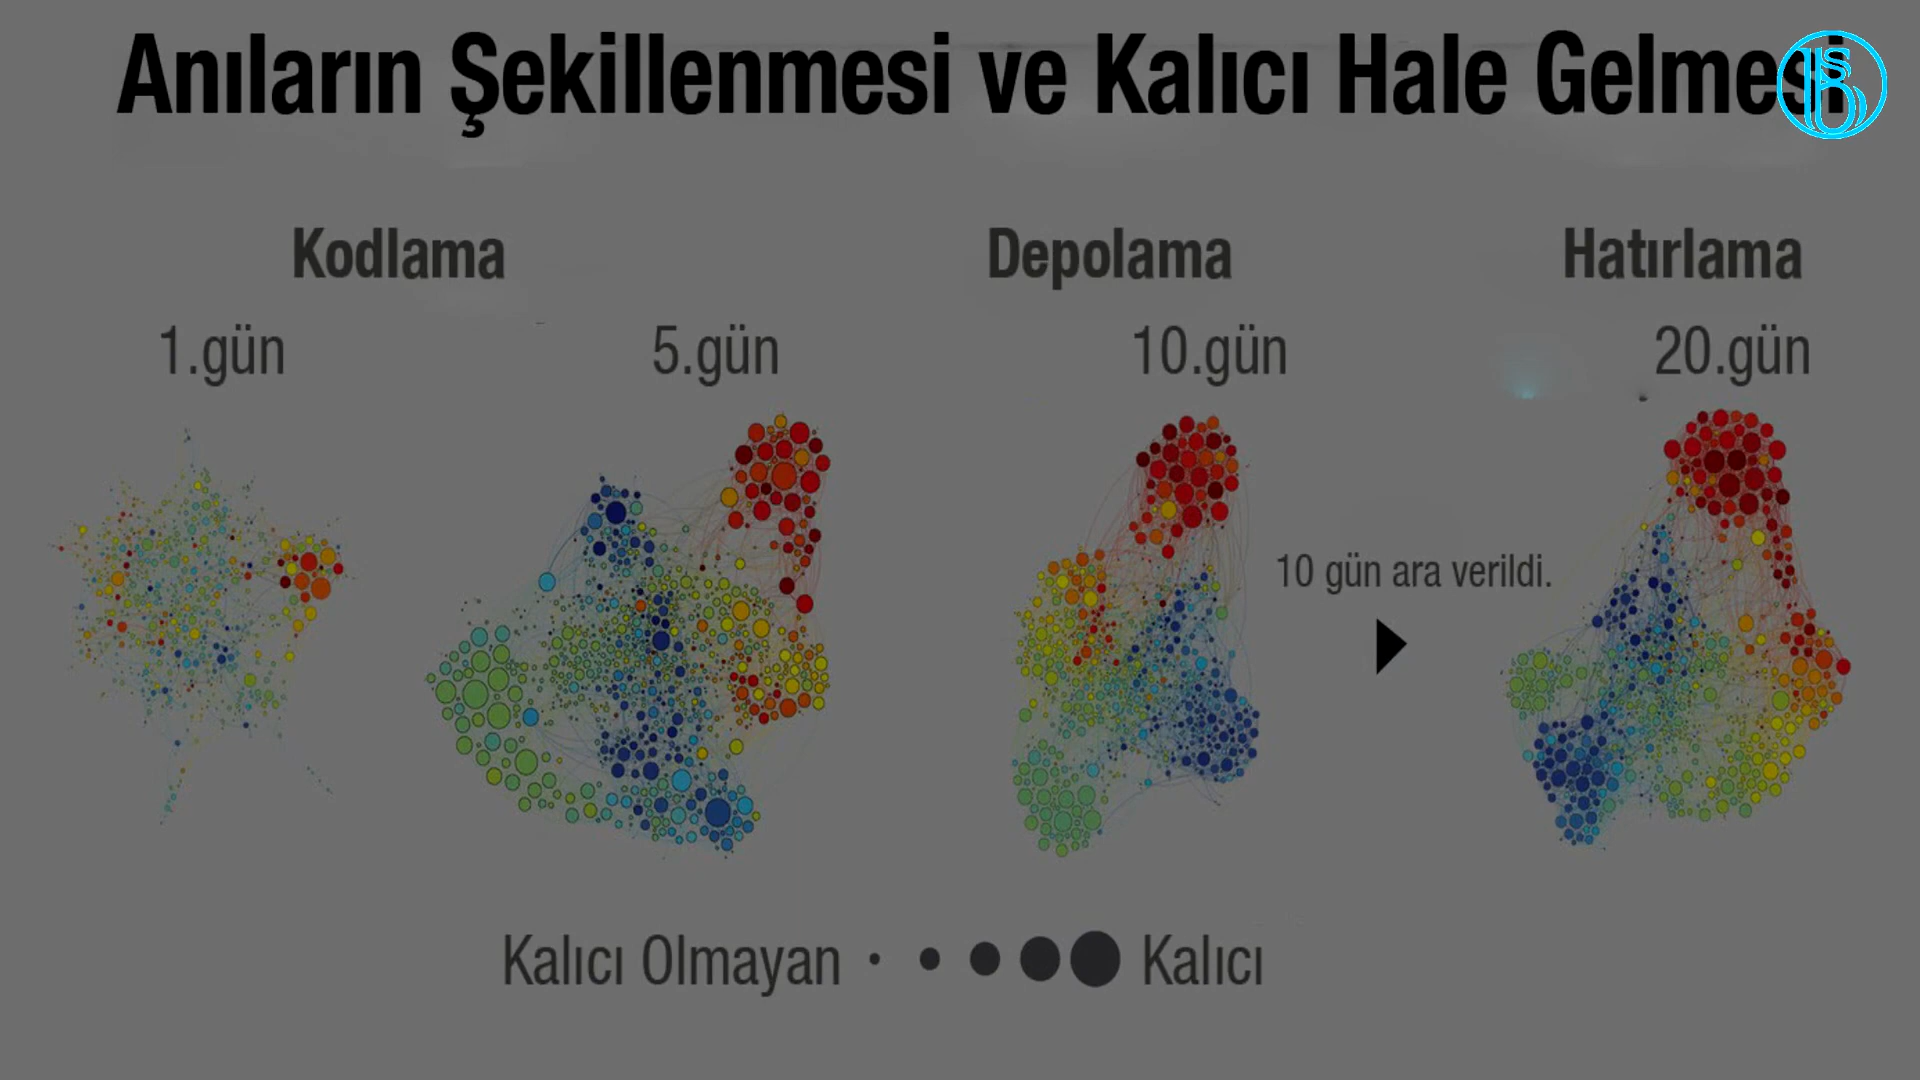 Anıların Şekillenmesi ve Kalıcı Hale Gelmesi
Kodlama
Depolama
Hatırlama
1.gün
5.gün
10.gün
20.gün
10 gün ara verildi.
Kalıcı Olmayan
Kalıcı